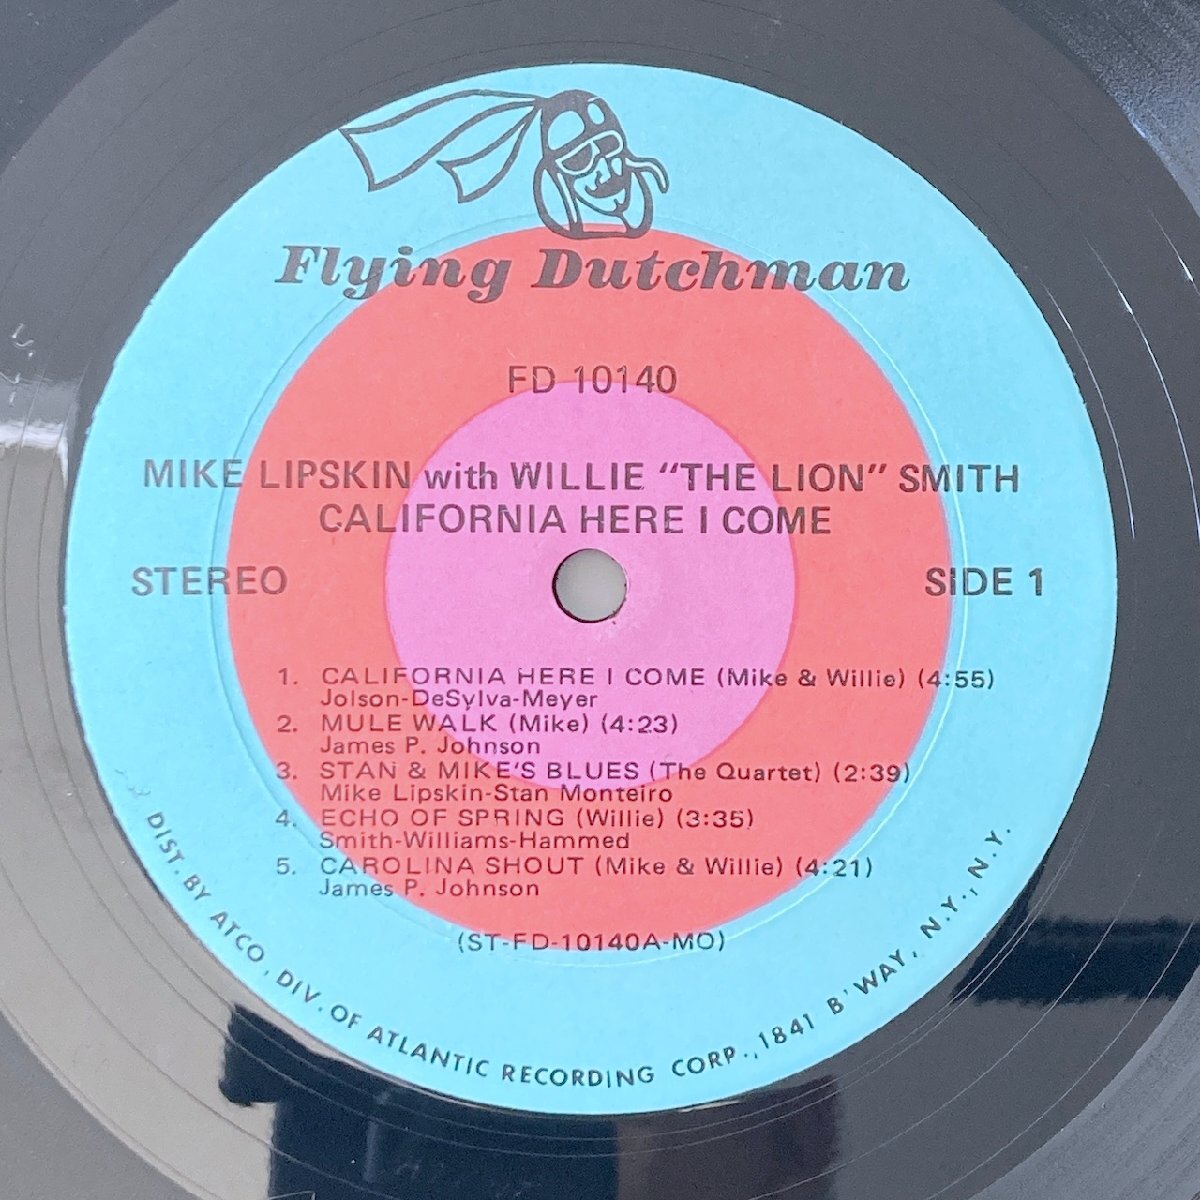 Flying Dutchman
FD 10140
MIKE LIPSKIN with WILLIE "THE LION" SMITH
CALIFORNIA HERE I COME
STEREO SIDE 1
1. CALIFORNIA HERE I COME (Mike & Willie) (4:55)
Jolson-DeSylva-Meyer
2. MULE WALK (Mike) (4:23)
James P. Johnson
3. STAN & MIKE'S BLUES (The Quartet) (2:39)
Mike Lipskin-Stan Monteiro
4. ECHO OF SPRING (Willie) (3:35)
Smith-Williams-Hammed
5. CAROLINA SHOUT (Mike & Willie) (4:21)
James P. Johnson
(ST-FD-10140A-MO)
DIST. BY ATCO, DIV. OF ATLANTIC RECORDING CORP., 1841 B'WAY, N.Y., N.Y.